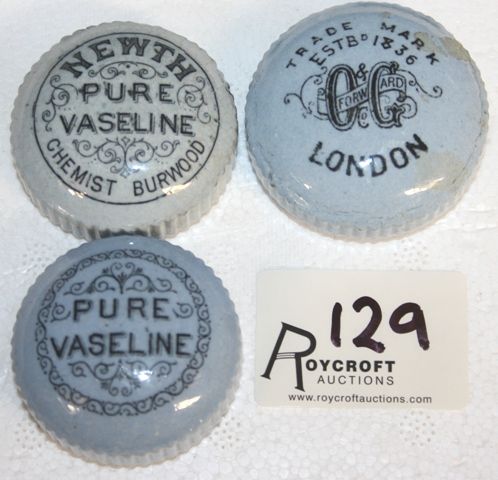 NEWTH
PURE
VASELINE
CHEMIST BURWOOD
TRADE MARK
ESTBD 1836
O&G
FORWARD
LONDON
PURE
VASELINE
129
ROYCROFT
AUCTIONS
www.roycroftauctions.com